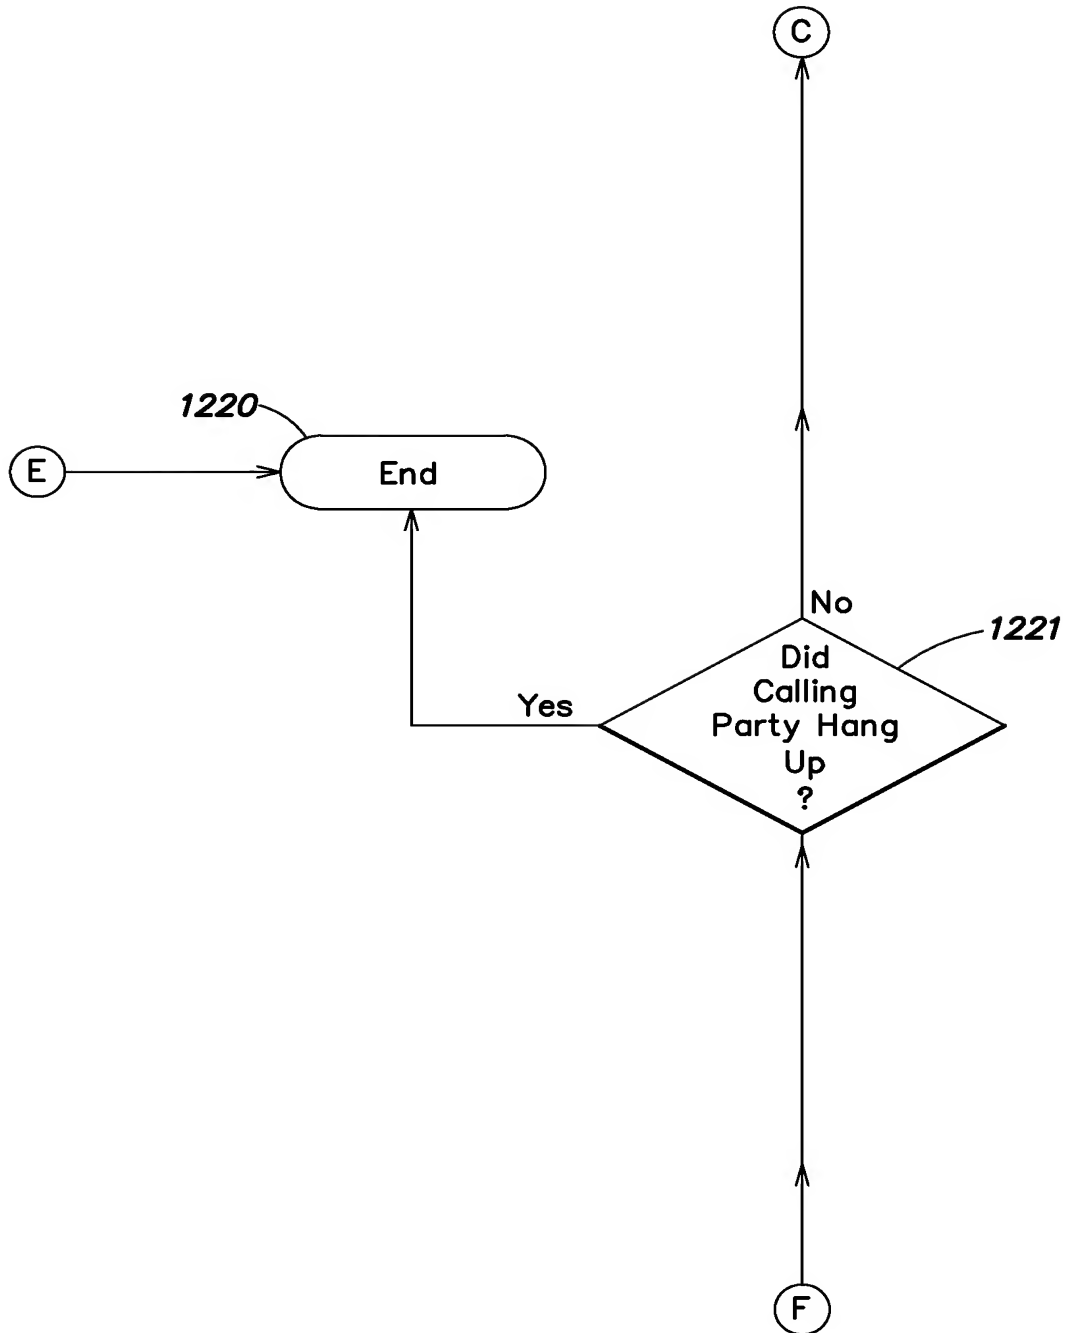 C
1220
E
End
No
1221
Did
Calling
Yes
Party Hang
Up
?
F